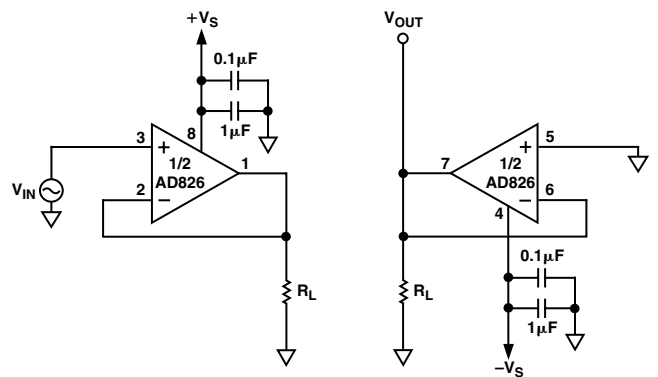 +VS
0.1µF
1µF
8
3
+
1/2
AD826
1
2
−
VIN
RL
VOUT
7
1/2
AD826
+
5
−
6
4
0.1µF
1µF
RL
−VS